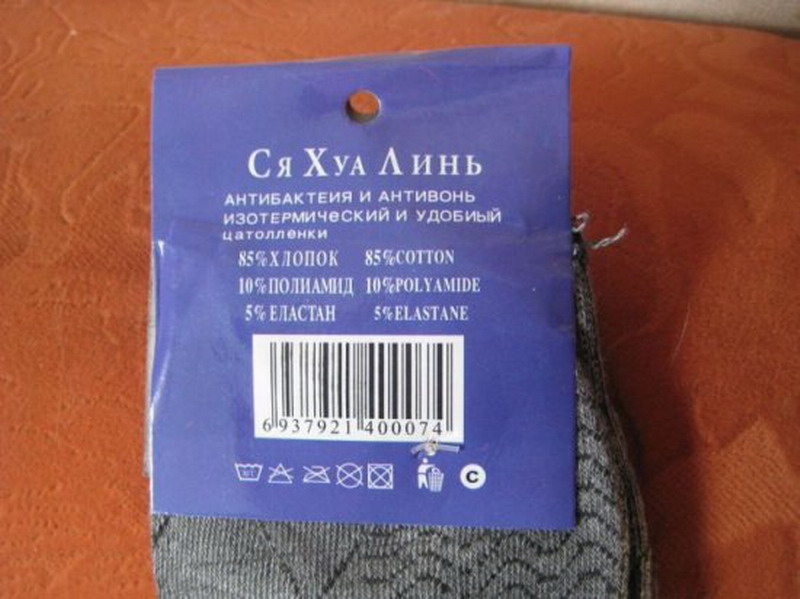 Ся Хуа Линь
АНТИБАКТЕИЯ И АНТИВОНЬ
ИЗОТЕРМИЧЕСКИЙ И УДОБИЫЙ
цатолленки
85%ХЛОПОК 85%COTTON
10%ПОЛИАМИД 10%POLYAMIDE
5%ЕЛАСТАН 5%ELASTANE
6 937921 400074
C